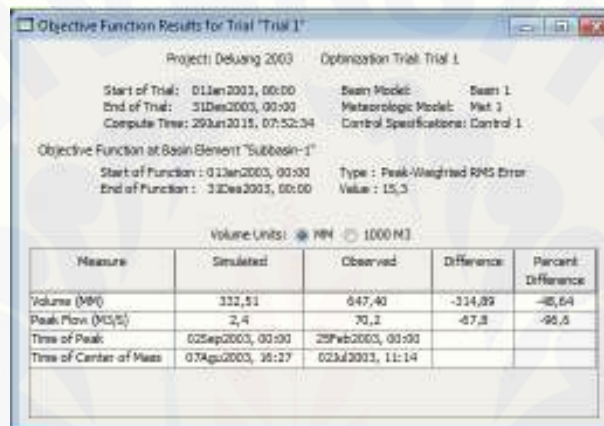 Objective Function Results for Trial "Trial 1"
Project: Deluang 2003 Optimization Trial: Trial 1
Start of Trial: 01Jan2003, 00:00 Basin Model: Basin 1
End of Trial: 31Des2003, 00:00 Meteorologic Model: Met 1
Compute Time: 29Jun2015, 07:52:34 Control Specifications: Control 1
Objective Function at Basin Element "Subbasin-1"
Start of Function : 01Jan2003, 00:00 Type : Peak-Weighted RMS Error
End of Function : 31Des2003, 00:00 Value : 15,3
Volume Units: MM 1000 M3
Measure Simulated Observed Difference Percent Difference
Volume (MM) 332,51 647,40 -314,89 -48,64
Peak Flow (M3/S) 2,4 70,2 -67,8 -96,6
Time of Peak 02Sep2003, 00:00 25Feb2003, 00:00
Time of Center of Mass 07Agu2003, 16:27 02Jul2003, 11:14